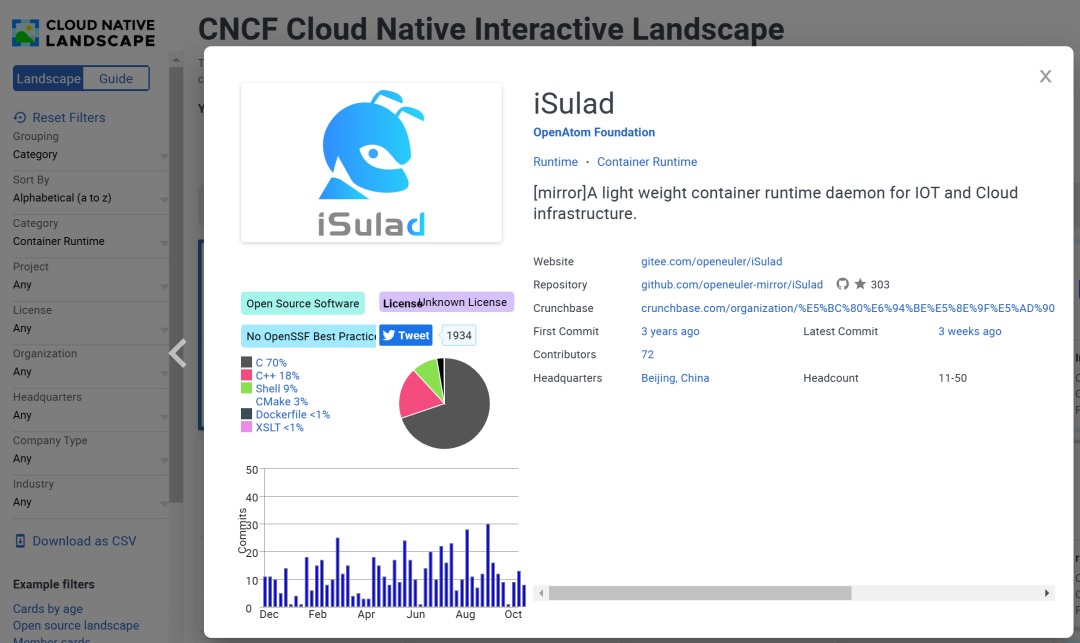 CLOUD NATIVE
LANDSCAPE
CNCF Cloud Native Interactive Landscape
Landscape
Guide
Reset Filters
Grouping
Category
Sort By
Alphabetical (a to z)
Category
Container Runtime
Project
Any
License
Any
Organization
Any
Headquarters
Any
Company Type
Any
Industry
Any
Download as CSV
Example filters
Cards by age
Open source landscape
Member cards
X
iSulad
iSulad
OpenAtom Foundation
Runtime • Container Runtime
[mirror]A light weight container runtime daemon for IOT and Cloud
infrastructure.
Website gitee.com/openeuler/iSulad
Repository github.com/openeuler-mirror/iSulad 303
Crunchbase crunchbase.com/organization/%E5%BC%80%E6%94%BE%E5%8E%9F%E5%AD%90
First Commit 3 years ago Latest Commit 3 weeks ago
Contributors 72
Headquarters Beijing, China Headcount 11-50
Open Source Software
License Unknown License
No OpenSSF Best Practice
Tweet 1934
C 70%
C++ 18%
Shell 9%
CMake 3%
Dockerfile <1%
XSLT <1%
Commits
50
40
30
20
10
0
Dec Feb Apr Jun Aug Oct